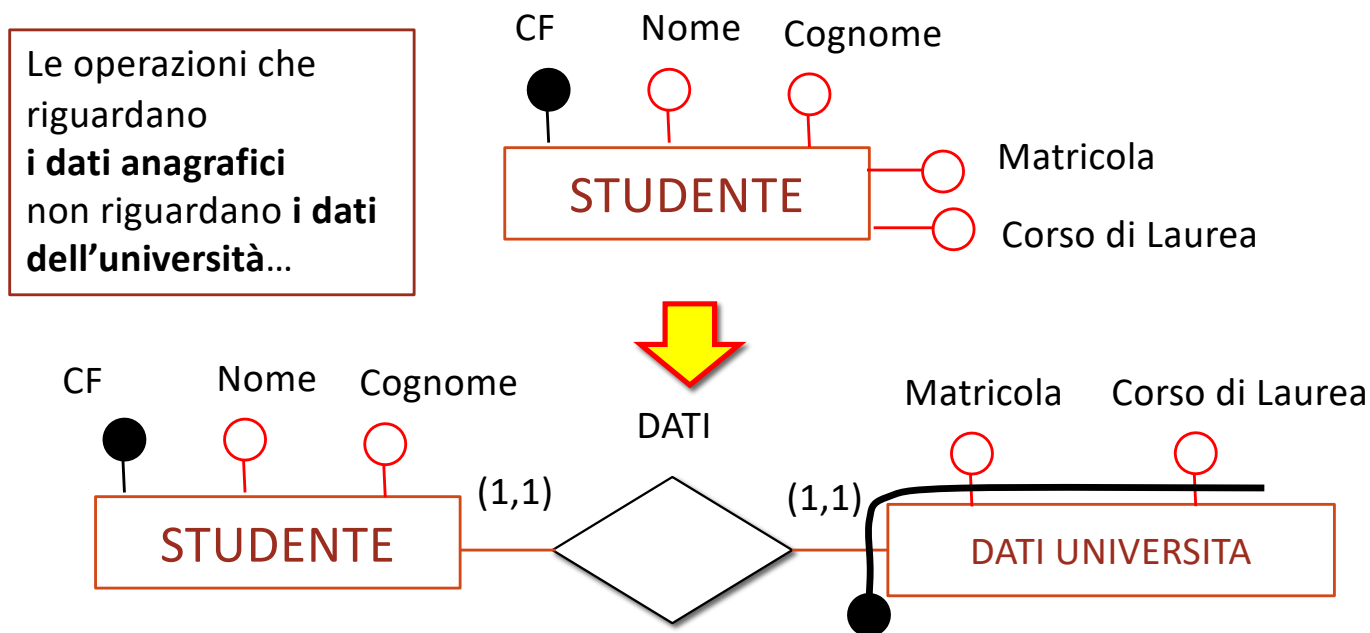 Le operazioni che
riguardano
i dati anagrafici
non riguardano i dati
dell’università…
CF
Nome
Cognome
STUDENTE
Matricola
Corso di Laurea
CF
Nome
Cognome
STUDENTE
(1,1)
DATI
(1,1)
Matricola
Corso di Laurea
DATI UNIVERSITA